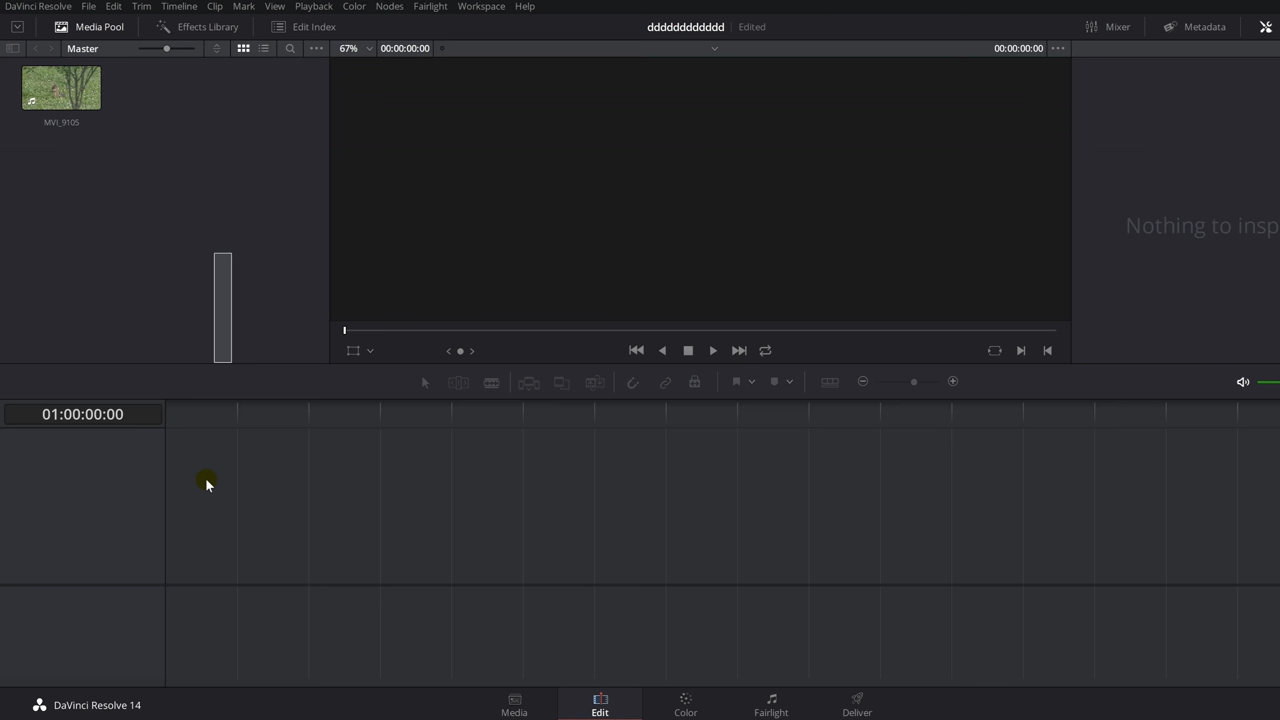 DaVinci Resolve File Edit Trim Timeline Clip Mark View Playback Color Nodes Fairlight Workspace Help
Media Pool Effects Library Edit Index dddddddddddd Edited Mixer Metadata
Master 67% 00:00:00:00 00:00:00:00
MVI_9105
Nothing to insp
01:00:00:00
DaVinci Resolve 14 Media Edit Color Fairlight Deliver